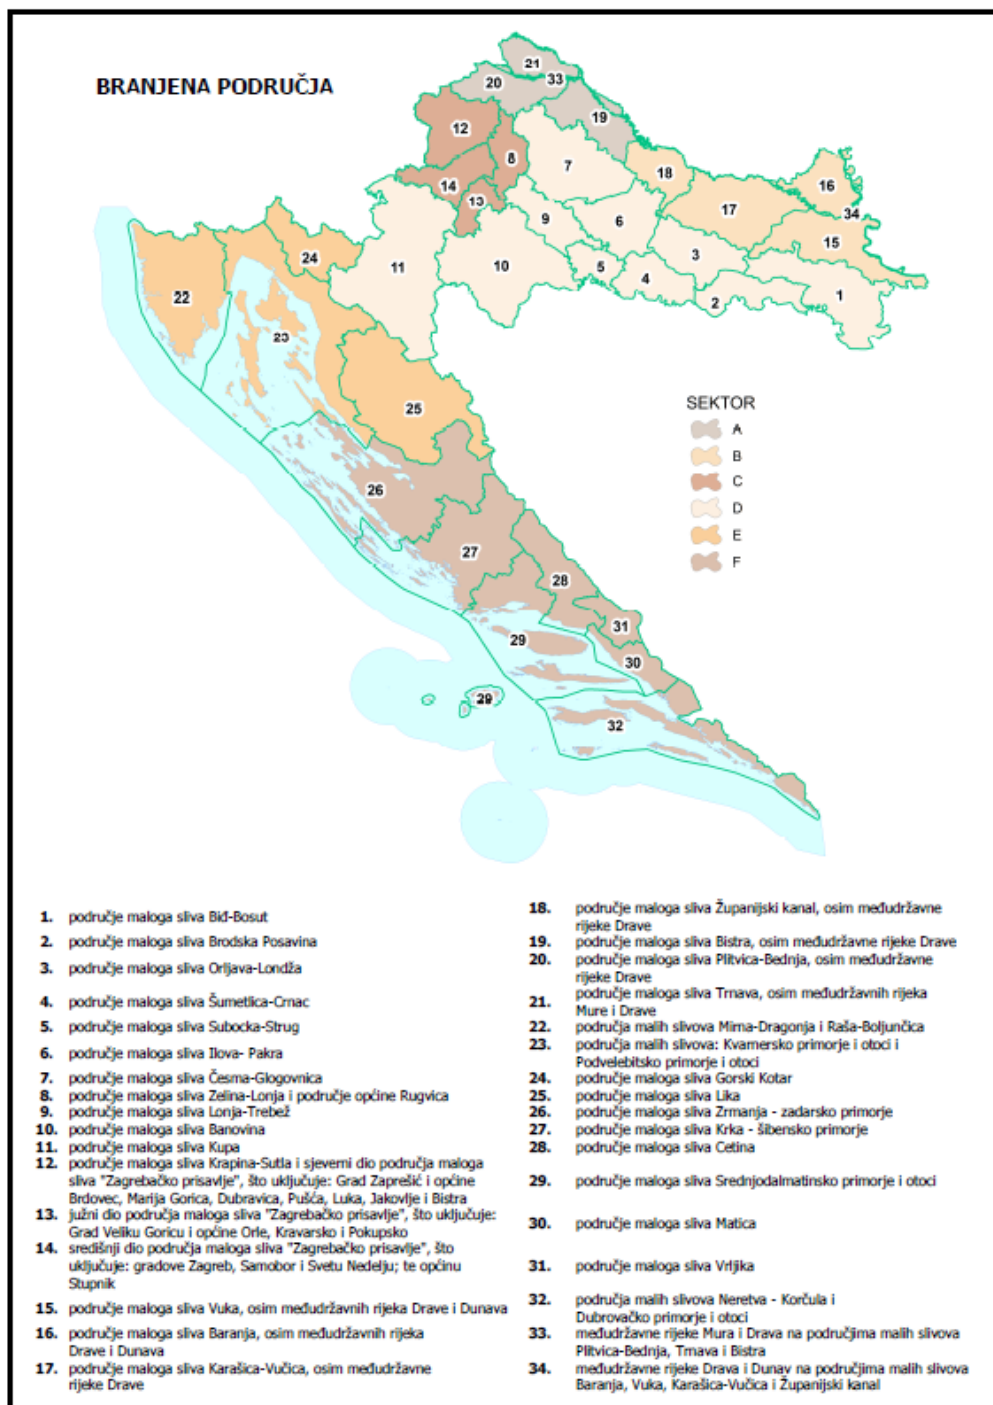 BRANJENA PODRUČJA
21
33
20
19
12
8
7
18
16
14
13
17
34
9
6
15
24
11
10
5
3
4
1
2
22
23
25
SEKTOR
A
B
C
D
E
F
26
27
28
31
29
30
29
32
1. područje maloga sliva Biđ-Bosut
2. područje maloga sliva Brodska Posavina
3. područje maloga sliva Orljava-Londža
4. područje maloga sliva Šumetlica-Crnac
5. područje maloga sliva Subocka-Strug
6. područje maloga sliva Ilova- Pakra
7. područje maloga sliva Česma-Glogovnica
8. područje maloga sliva Zelina-Lonja i područje općine Rugvica
9. područje maloga sliva Lonja-Trebež
10. područje maloga sliva Banovina
11. područje maloga sliva Kupa
12. područje maloga sliva Krapina-Sutla i sjeverni dio područja maloga
sliva "Zagrebačko prisavlje", što uključuje: Grad Zaprešić i općine
Brdovec, Marija Gorica, Dubravica, Pušća, Luka, Jakovlje i Bistra
13. južni dio područja maloga sliva "Zagrebačko prisavlje", što uključuje:
Grad Veliku Goricu i općine Orle, Kravarsko i Pokupsko
14. središnji dio područja maloga sliva "Zagrebačko prisavlje", što
uključuje: gradove Zagreb, Samobor i Svetu Nedelju; te općinu
Stupnik
15. područje maloga sliva Vuka, osim međudržavnih rijeka Drave i Dunava
16. područje maloga sliva Baranja, osim međudržavnih rijeka
Drave i Dunava
17. područje maloga sliva Karašica-Vučica, osim međudržavne
rijeke Drave
18. područje maloga sliva Županijski kanal, osim međudržavne
rijeke Drave
19. područje maloga sliva Bistra, osim međudržavne rijeke Drave
20. područje maloga sliva Plitvica-Bednja, osim međudržavne
rijeke Drave
21. područje maloga sliva Trnava, osim međudržavnih rijeka
Mure i Drave
22. područja malih slivova Mirna-Dragonja i Raša-Boljunčica
23. područja malih slivova: Kvarnersko primorje i otoci i
Podvelebitsko primorje i otoci
24. područje maloga sliva Gorski Kotar
25. područje maloga sliva Lika
26. područje maloga sliva Zrmanja - zadarsko primorje
27. područje maloga sliva Krka - šibensko primorje
28. područje maloga sliva Cetina
29. područje maloga sliva Srednjodalmatinsko primorje i otoci
30. područje maloga sliva Matica
31. područje maloga sliva Vrljika
32. područja malih slivova Neretva - Korčula i
Dubrovačko primorje i otoci
33. međudržavne rijeke Mura i Drava na područjima malih slivova
Plitvica-Bednja, Trnava i Bistra
34. međudržavne rijeke Drava i Dunav na područjima malih slivova
Baranja, Vuka, Karašica-Vučica i Županijski kanal